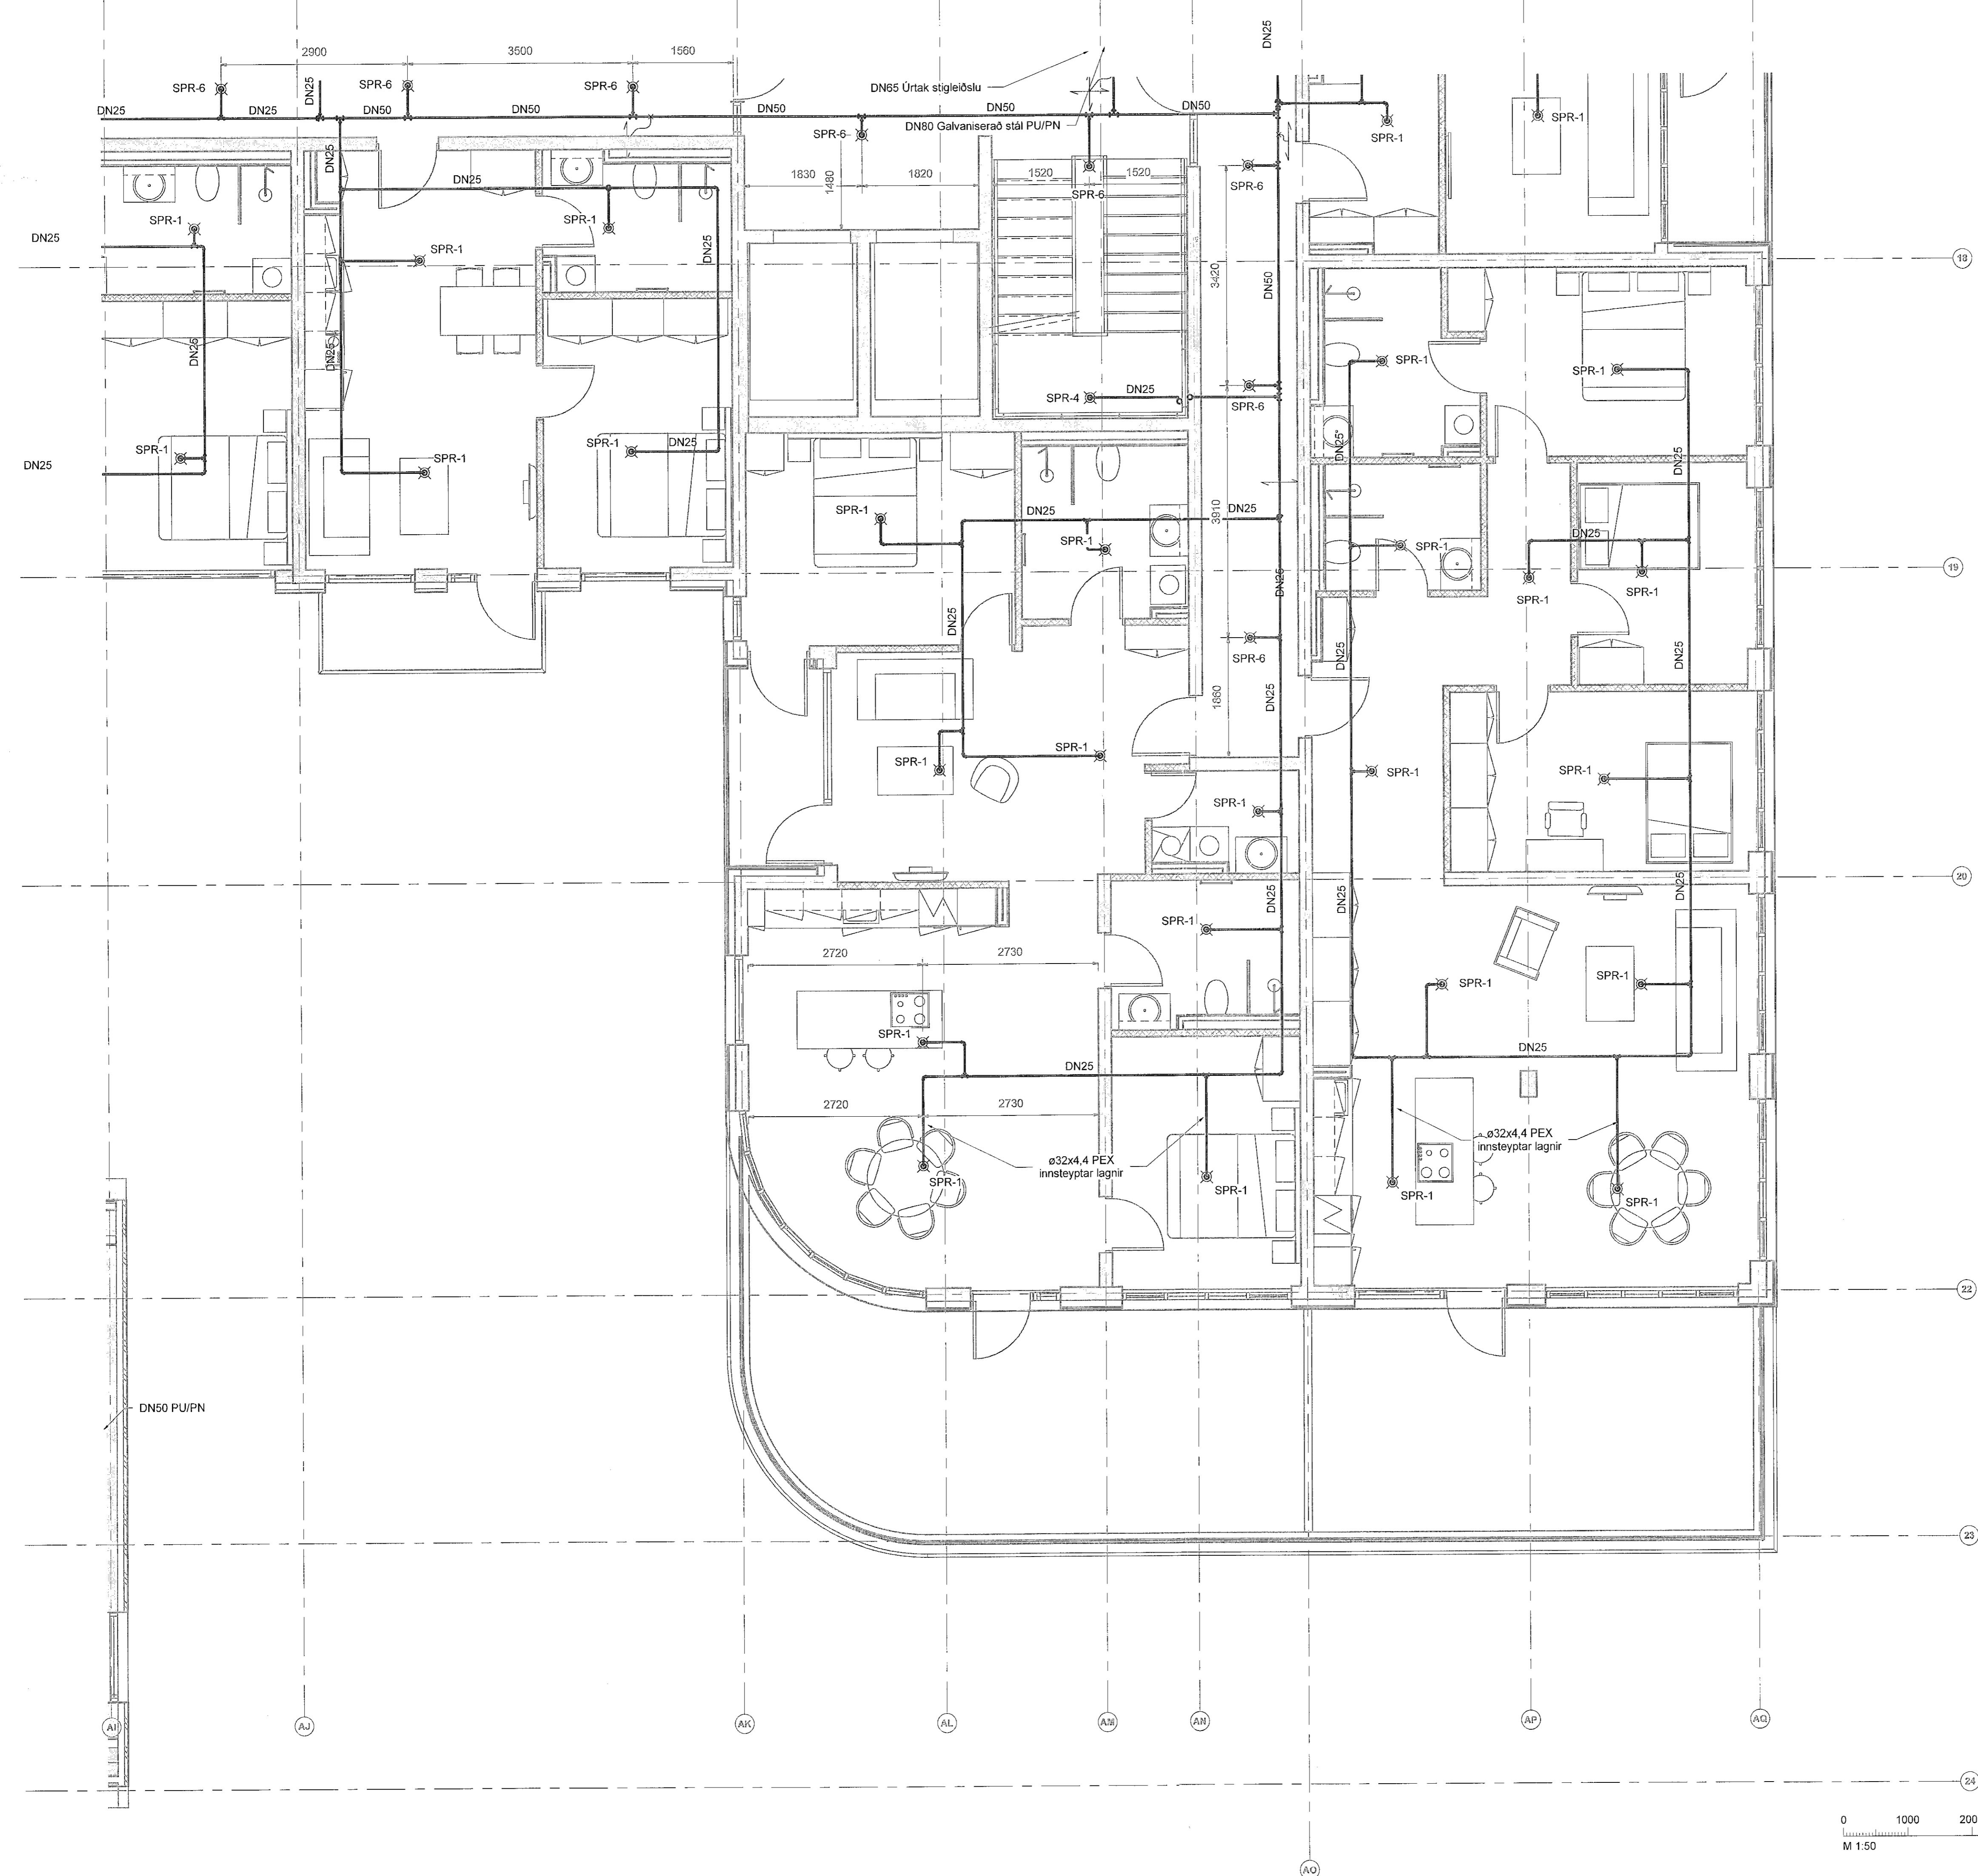 DN25
2900
3500
1560
SPR-6
SPR-6
SPR-6
DN25
DN65 Úrtak stigleiðslu
DN25
DN25
DN50
DN50
DN50
DN50
DN50
DN80 Galvaniserað stál PU/PN
SPR-6
SPR-1
SPR-1
DN25
DN25
1830
1480
1820
1520
1520
SPR-6
SPR-6
SPR-1
SPR-1
DN25
SPR-1
DN25
3420
DN50
18
DN25
DN25
SPR-1
SPR-1
SPR-4
DN25
SPR-6
DN25
SPR-1
SPR-1
SPR-1
DN25
DN25
DN25
SPR-1
DN25
3910
DN25
SPR-1
SPR-1
DN25
19
DN25
SPR-1
SPR-1
DN25
SPR-6
DN25
DN25
DN25
1860
SPR-1
SPR-1
SPR-1
SPR-1
SPR-1
20
DN25
DN25
DN25
SPR-1
2720
2730
SPR-1
SPR-1
SPR-1
DN25
DN25
2720
2730
ø32x4,4 PEX
innsteyptar lagnir
ø32x4,4 PEX
innsteyptar lagnir
SPR-1
SPR-1
SPR-1
SPR-1
22
DN50 PU/PN
23
AI
AJ
AK
AL
AM
AN
AP
AQ
24
0
1000
200
M 1:50
AO